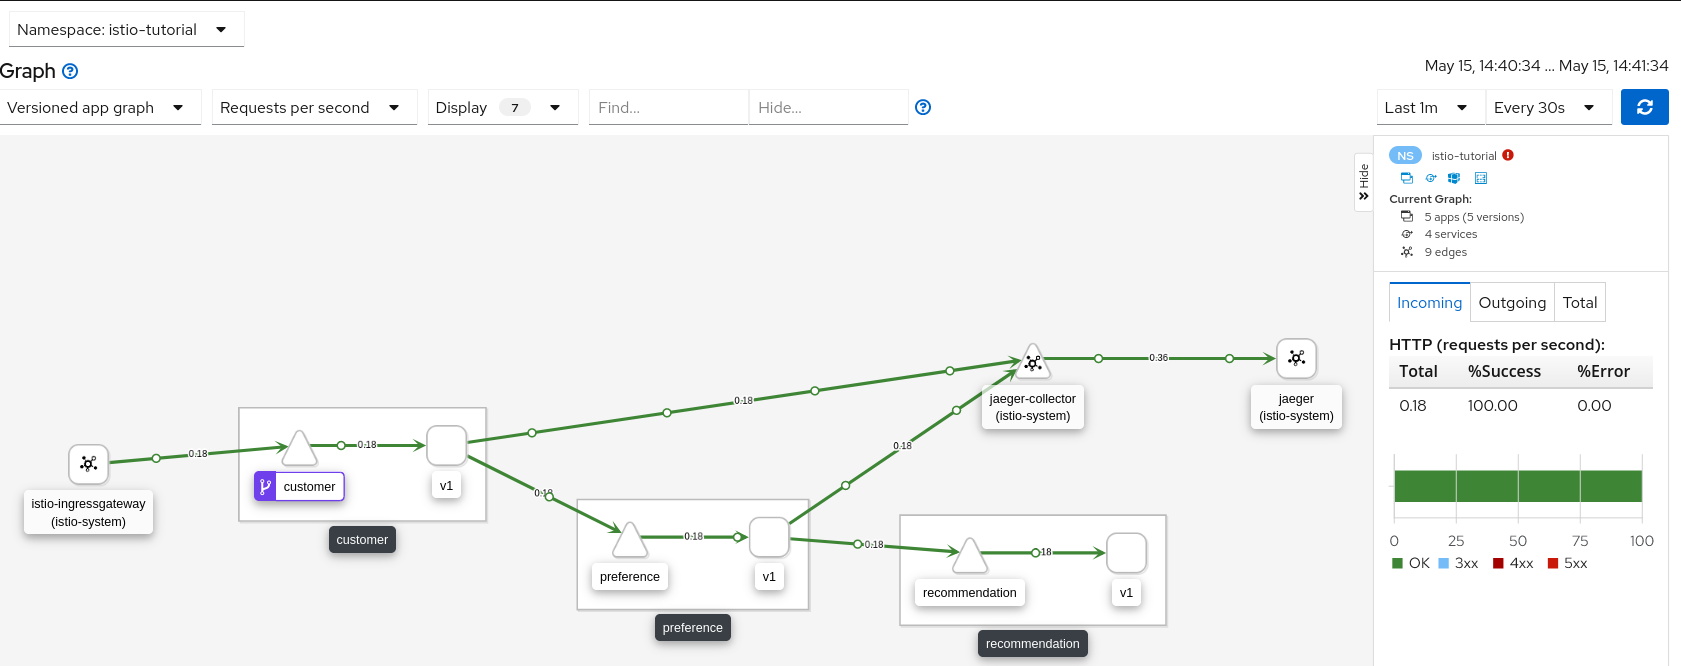 Namespace: istio-tutorial
Graph
May 15, 14:40:34 ... May 15, 14:41:34
Versioned app graph
Requests per second
Display 7
Find...
Hide...
Last 1m
Every 30s
Hide
NS istio-tutorial
Current Graph:
5 apps (5 versions)
4 services
9 edges
Incoming
Outgoing
Total
HTTP (requests per second):
Total %Success %Error
0.18 100.00 0.00
0 25 50 75 100
OK 3xx 4xx 5xx
0.36
jaeger-collector
(istio-system)
jaeger
(istio-system)
0.18
0.18
0.18
0.18
istio-ingressgateway
(istio-system)
customer
v1
customer
0.18
0.18
preference
v1
preference
0.18
18
recommendation
v1
recommendation